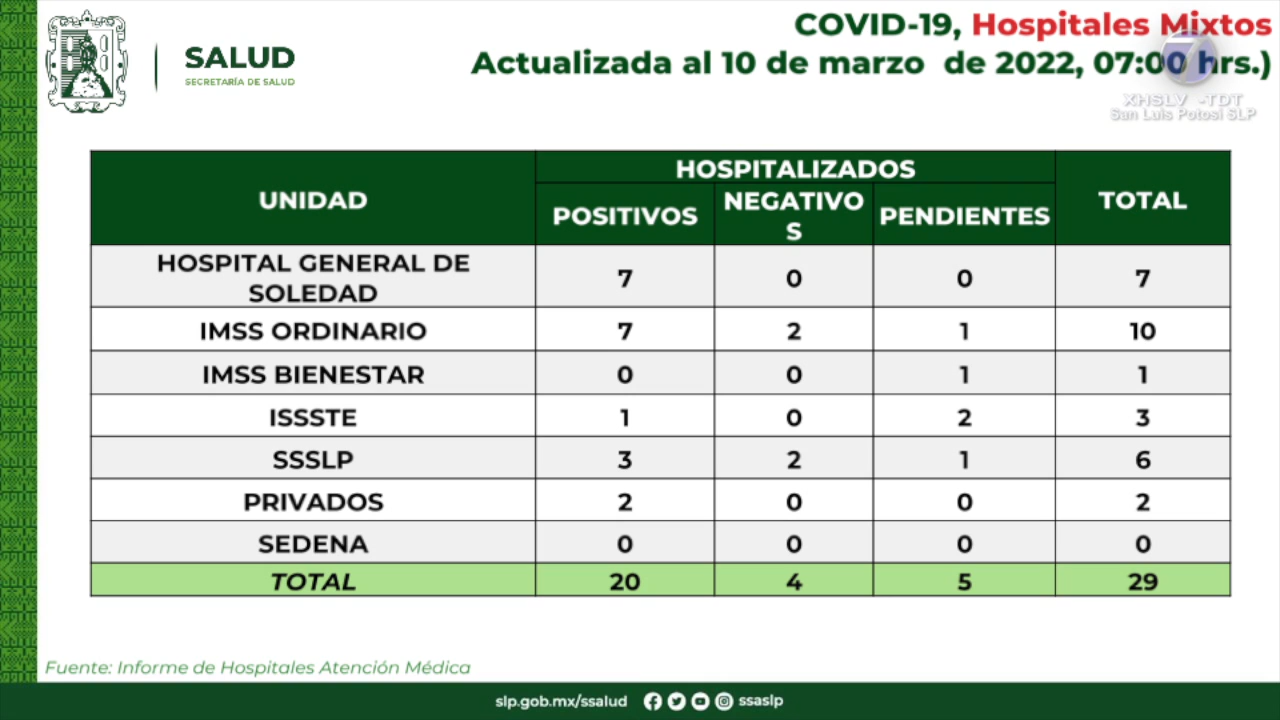 COVID-19, Hospitales Mixtos
Actualizada al 10 de marzo de 2022, 07:00 hrs.)
SALUD
SECRETARÍA DE SALUD
XHSLV -TDT
San Luis Potosí SLP
UNIDAD
HOSPITALIZADOS
TOTAL
POSITIVOS
NEGATIVO
S
PENDIENTES
HOSPITAL GENERAL DE
SOLEDAD
7 0 0 7
IMSS ORDINARIO 7 2 1 10
IMSS BIENESTAR 0 0 1 1
ISSSTE 1 0 2 3
SSSLP 3 2 1 6
PRIVADOS 2 0 0 2
SEDENA 0 0 0 0
TOTAL 20 4 5 29
Fuente: Informe de Hospitales Atención Médica
slp.gob.mx/ssalud ssaslp